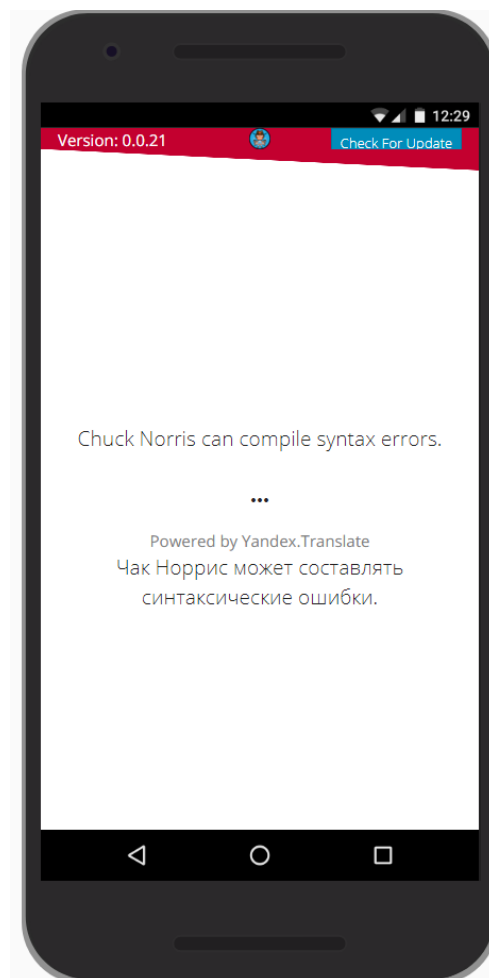 12:29
Version: 0.0.21
Check For Update
Chuck Norris can compile syntax errors.
...
Powered by Yandex.Translate
Чак Норрис может составлять
синтаксические ошибки.